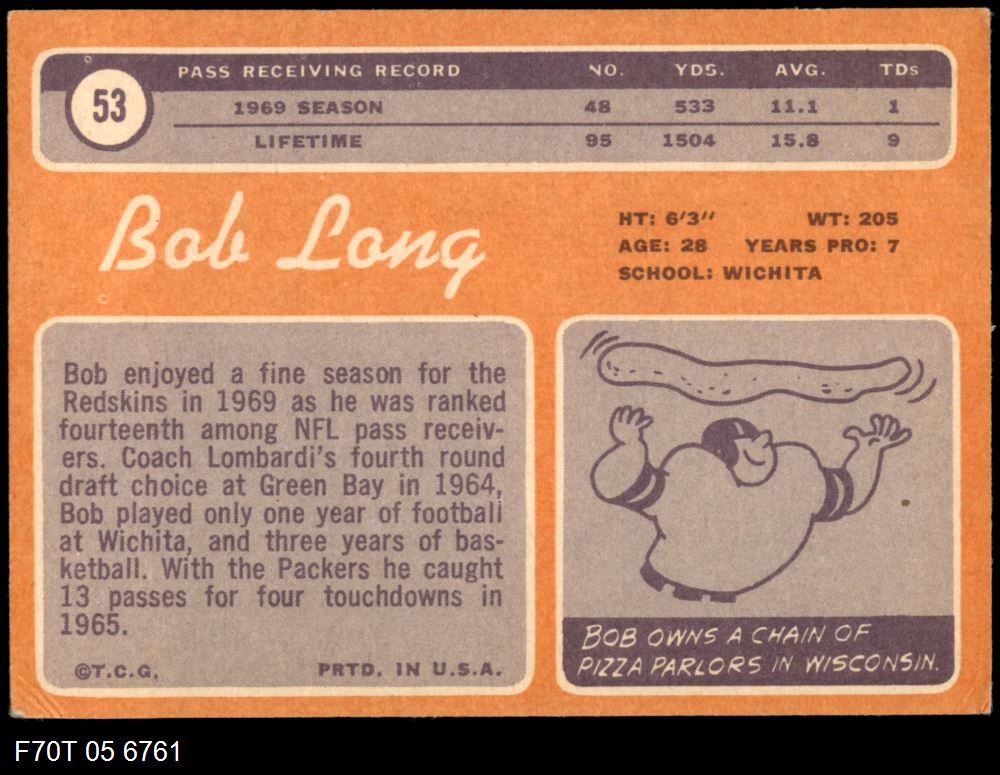 53
PASS RECEIVING RECORD NO. YDS. AVG. TDs
1969 SEASON 48 533 11.1 1
LIFETIME 95 1504 15.8 9
Bob Long
HT: 6'3" WT: 205
AGE: 28 YEARS PRO: 7
SCHOOL: WICHITA
Bob enjoyed a fine season for the
Redskins in 1969 as he was ranked
fourteenth among NFL pass receiv-
ers. Coach Lombardi's fourth round
draft choice at Green Bay in 1964,
Bob played only one year of football
at Wichita, and three years of bas-
ketball. With the Packers he caught
13 passes for four touchdowns in
1965.
©T.C.G. PRTD. IN U.S.A.
BOB OWNS A CHAIN OF
PIZZA PARLORS IN WISCONSIN.
F70T 05 6761